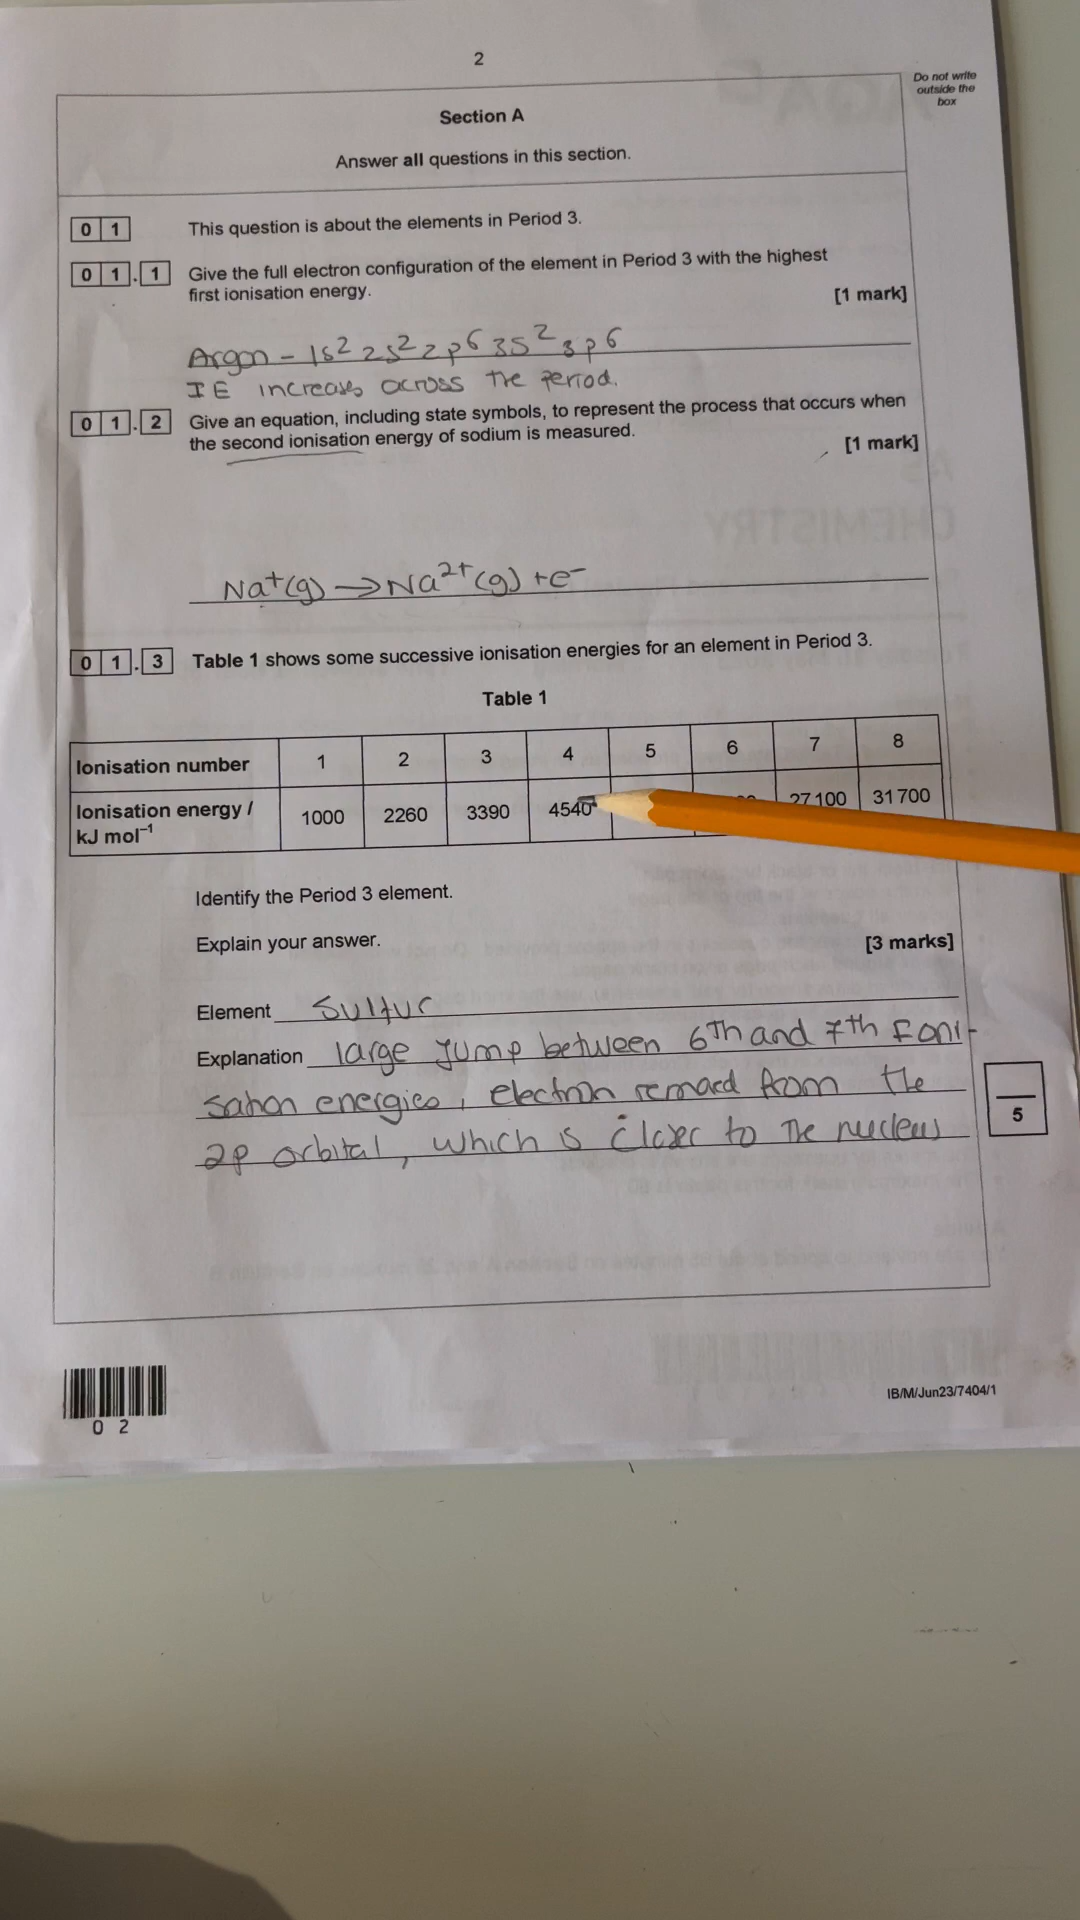 2
Do not write
outside the
box
Section A
Answer all questions in this section.
0 1 This question is about the elements in Period 3.
0 1 . 1 Give the full electron configuration of the element in Period 3 with the highest
first ionisation energy.
[1 mark]
Argon - 1s² 2s² 2p⁶ 3s² 3p⁶
IE increases across the period.
0 1 . 2 Give an equation, including state symbols, to represent the process that occurs when
the second ionisation energy of sodium is measured.
[1 mark]
Na⁺(g) → Na²⁺(g) + e⁻
0 1 . 3 Table 1 shows some successive ionisation energies for an element in Period 3.
Table 1
Ionisation number 1 2 3 4 5 6 7 8
Ionisation energy / kJ mol⁻¹ 1000 2260 3390 4540 27 100 31 700
Identify the Period 3 element.
Explain your answer.
[3 marks]
Element Sulfur
Explanation large jump between 6th and 7th Ioni-
sation energies, electron removed from the
2p orbital, which is closer to the nucleus
5
IB/M/Jun23/7404/1
0 2